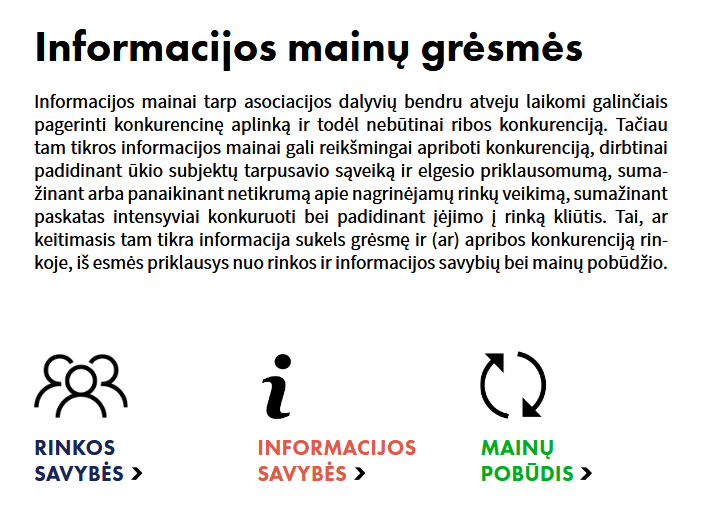 Informacijos mainų grėsmės
Informacijos mainai tarp asociacijos dalyvių bendru atveju laikomi galinčiais
pagerinti konkurencinę aplinką ir todėl nebūtinai ribos konkurenciją. Tačiau
tam tikros informacijos mainai gali reikšmingai apriboti konkurenciją, dirbtinai
padidinant ūkio subjektų tarpusavio sąveiką ir elgesio priklausomumą, suma-
žinant arba panaikinant netikrumą apie nagrinėjamų rinkų veikimą, sumažinant
paskatas intensyviai konkuruoti bei padidinant įėjimo į rinką kliūtis. Tai, ar
keitimasis tam tikra informacija sukels grėsmę ir (ar) apribos konkurenciją rin-
koje, iš esmės priklausys nuo rinkos ir informacijos savybių bei mainų pobūdžio.
RINKOS
SAVYBĖS
INFORMACIJOS
SAVYBĖS
MAINŲ
POBŪDIS